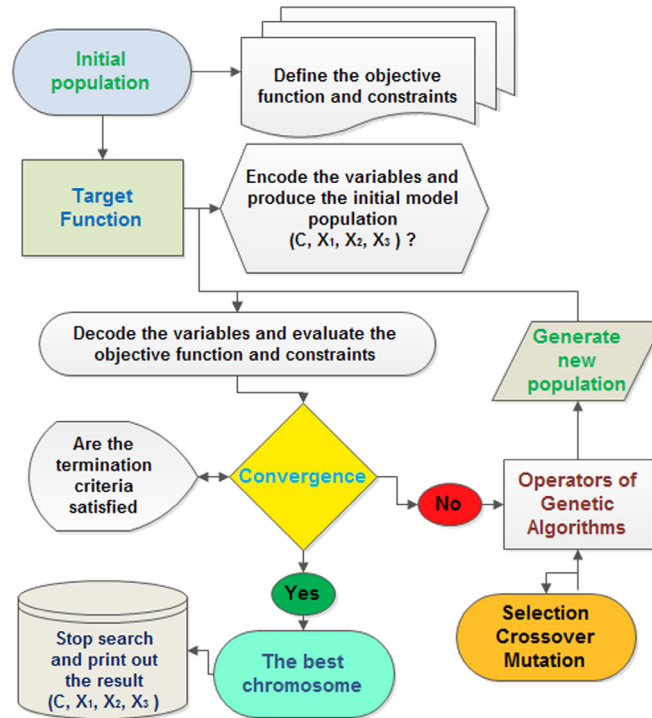 Initial
population
Define the objective
function and constraints
Target
Function
Encode the variables and
produce the initial model
population
(C, X₁, X₂, X₃ ) ?
Decode the variables and evaluate the
objective function and constraints
Generate
new
population
Are the
termination
criteria
satisfied
Convergence
No
Operators of
Genetic
Algorithms
Yes
Selection
Crossover
Mutation
Stop search
and print out
the result
(C, X₁, X₂, X₃ )
The best
chromosome